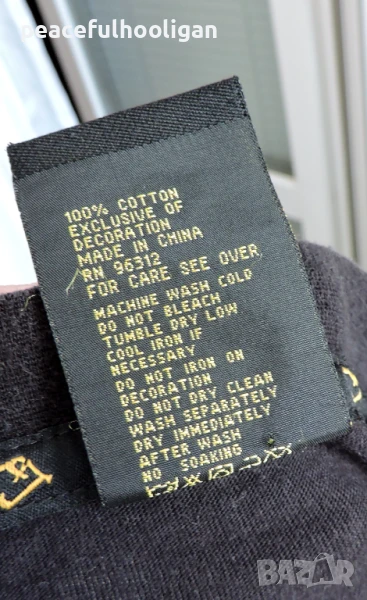 peacefulhooligan
100% COTTON
EXCLUSIVE OF
DECORATION
MADE IN CHINA
RN 96312
FOR CARE SEE OVER
MACHINE WASH COLD
DO NOT BLEACH
TUMBLE DRY LOW
COOL IRON IF
NECESSARY
DO NOT IRON ON
DECORATION
DO NOT DRY CLEAN
WASH SEPARATELY
DRY IMMEDIATELY
AFTER WASH
NO SOAKING
BAZAR